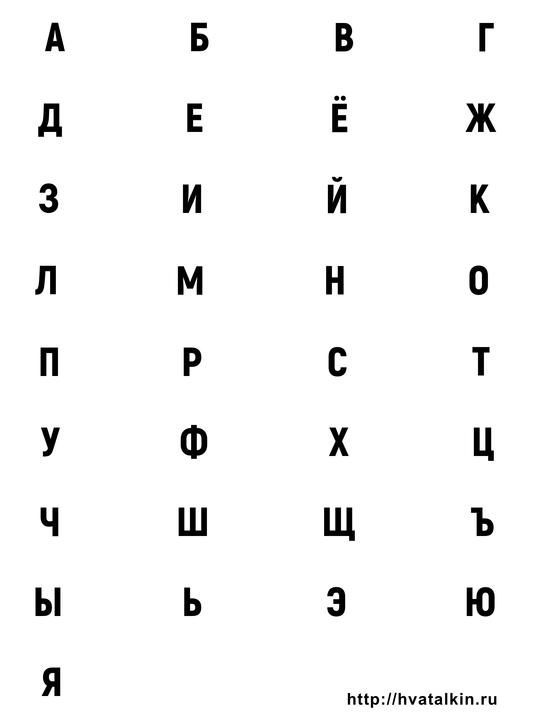 А Б В Г
Д Е Ё Ж
З И Й К
Л М Н О
П Р С Т
У Ф Х Ц
Ч Ш Щ Ъ
Ы Ь Э Ю
Я
http://hvatalkin.ru